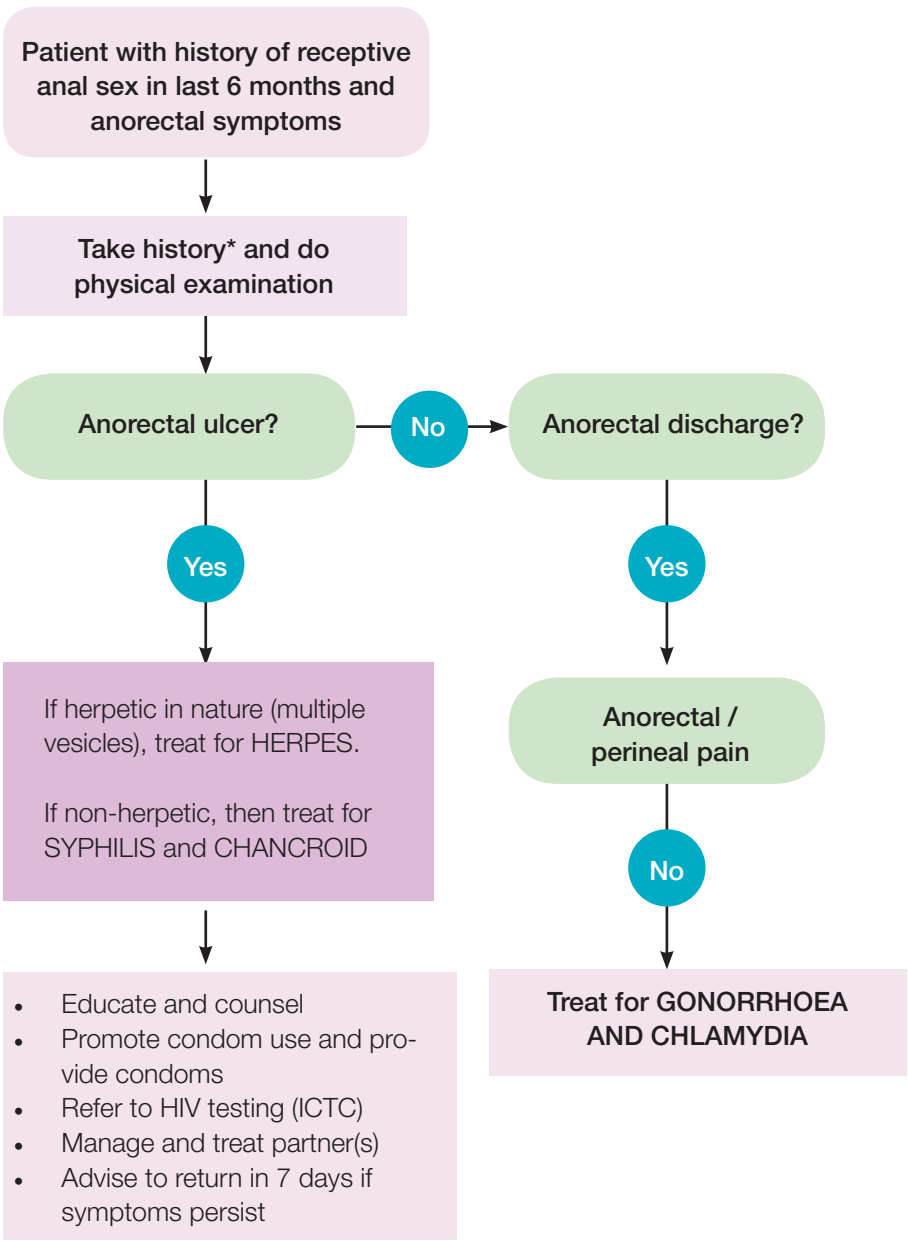 Patient with history of receptive
anal sex in last 6 months and
anorectal symptoms
Take history* and do
physical examination
Anorectal ulcer?
No
Anorectal discharge?
Yes
Yes
If herpetic in nature (multiple
vesicles), treat for HERPES.
If non-herpetic, then treat for
SYPHILIS and CHANCROID
Anorectal /
perineal pain
No
• Educate and counsel
• Promote condom use and pro-
vide condoms
• Refer to HIV testing (ICTC)
• Manage and treat partner(s)
• Advise to return in 7 days if
symptoms persist
Treat for GONORRHOEA
AND CHLAMYDIA